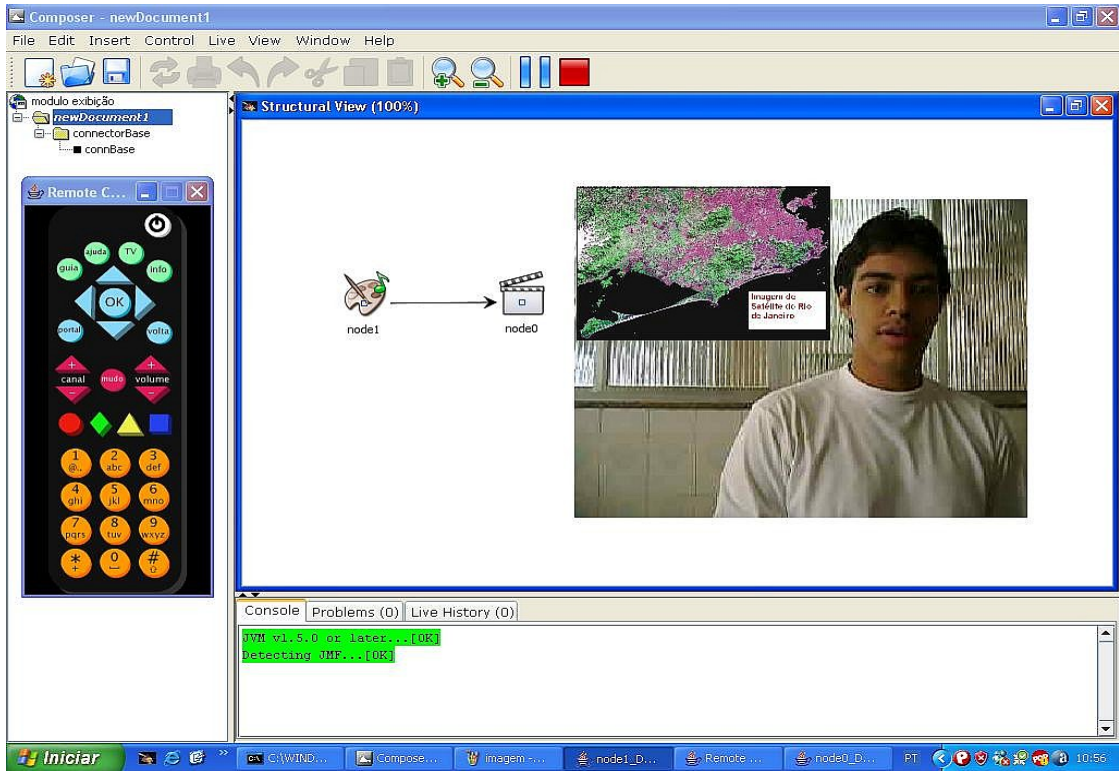 Composer - newDocument1
File Edit Insert Control Live View Window Help
modulo exibição
newDocument1
connectorBase
connBase
Structural View (100%)
Remote C...
ajuda TV
guia info
OK
portal volta
+ +
canal mudo volume
- -
1 2 3
@., abc def
4 5 6
ghi jkl mno
7 8 9
pqrs tuv wxyz
* 0 #
+
node1 node0
Imagem de
Satélite do Rio
de Janeiro
Console Problems (0) Live History (0)
JVM v1.5.0 or later...[OK]
Detecting JMF...[OK]
Iniciar C:\WIND... Compose... imagem -... node1_D... Remote ... node0_D... PT 10:56